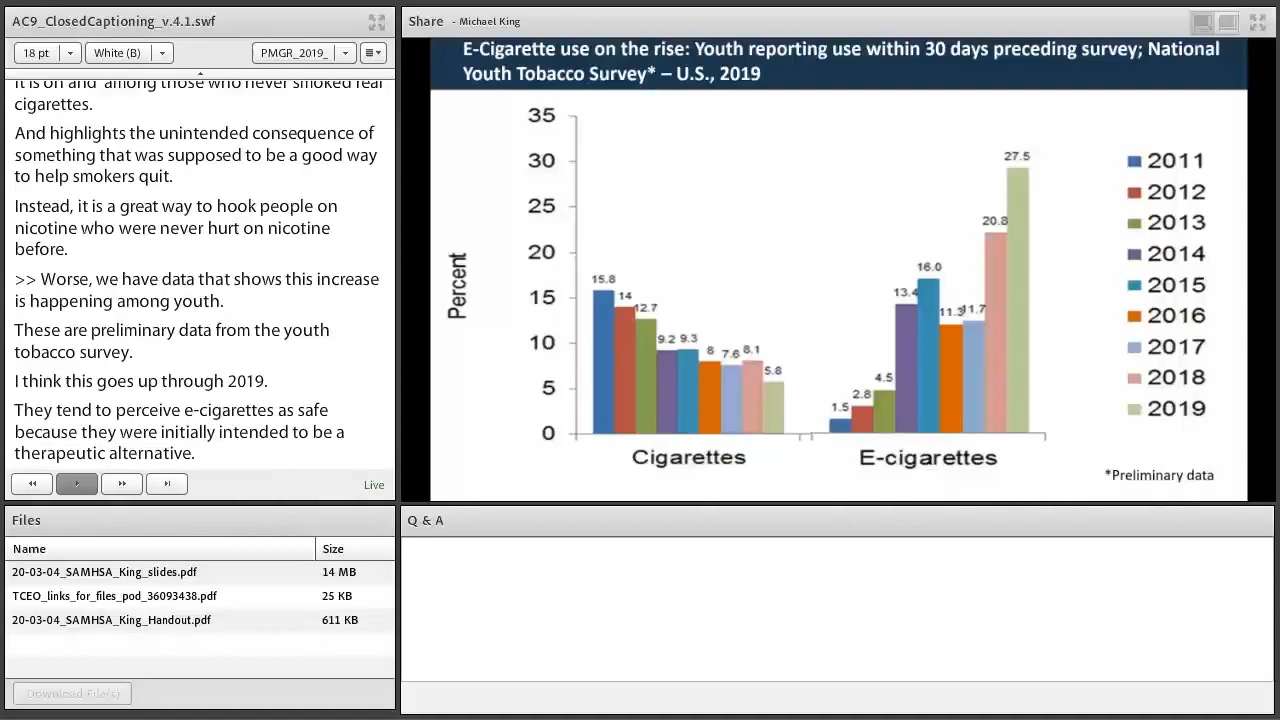 AC9_ClosedCaptioning_v.4.1.swf
18 pt
White (B)
PMGR_2019_
It is on and among those who never smoked real
cigarettes.
And highlights the unintended consequence of
something that was supposed to be a good way
to help smokers quit.
Instead, it is a great way to hook people on
nicotine who were never hurt on nicotine
before.
>> Worse, we have data that shows this increase
is happening among youth.
These are preliminary data from the youth
tobacco survey.
I think this goes up through 2019.
They tend to perceive e-cigarettes as safe
because they were initially intended to be a
therapeutic alternative.
Live
Share - Michael King
E-Cigarette use on the rise: Youth reporting use within 30 days preceding survey; National
Youth Tobacco Survey* – U.S., 2019
Percent
35
30
25
20
15
10
5
0
15.8
14
12.7
9.2
9.3
8
7.6
8.1
5.8
1.5
2.8
4.5
13.4
16.0
11.3
11.7
20.8
27.5
Cigarettes
E-cigarettes
2011
2012
2013
2014
2015
2016
2017
2018
2019
*Preliminary data
Files
Name Size
20-03-04_SAMHSA_King_slides.pdf 14 MB
TCEO_links_for_files_pod_36093438.pdf 25 KB
20-03-04_SAMHSA_King_Handout.pdf 611 KB
Download File(s)
Q & A